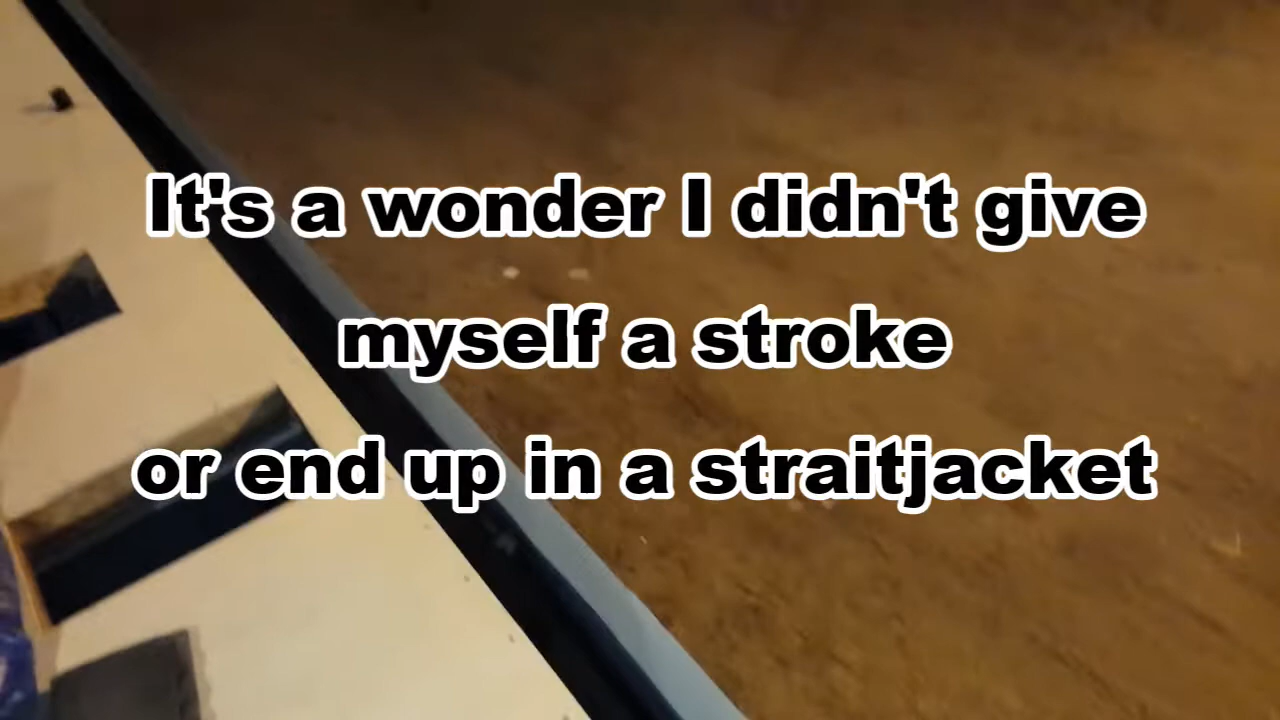 It's a wonder I didn't give
myself a stroke
or end up in a straitjacket